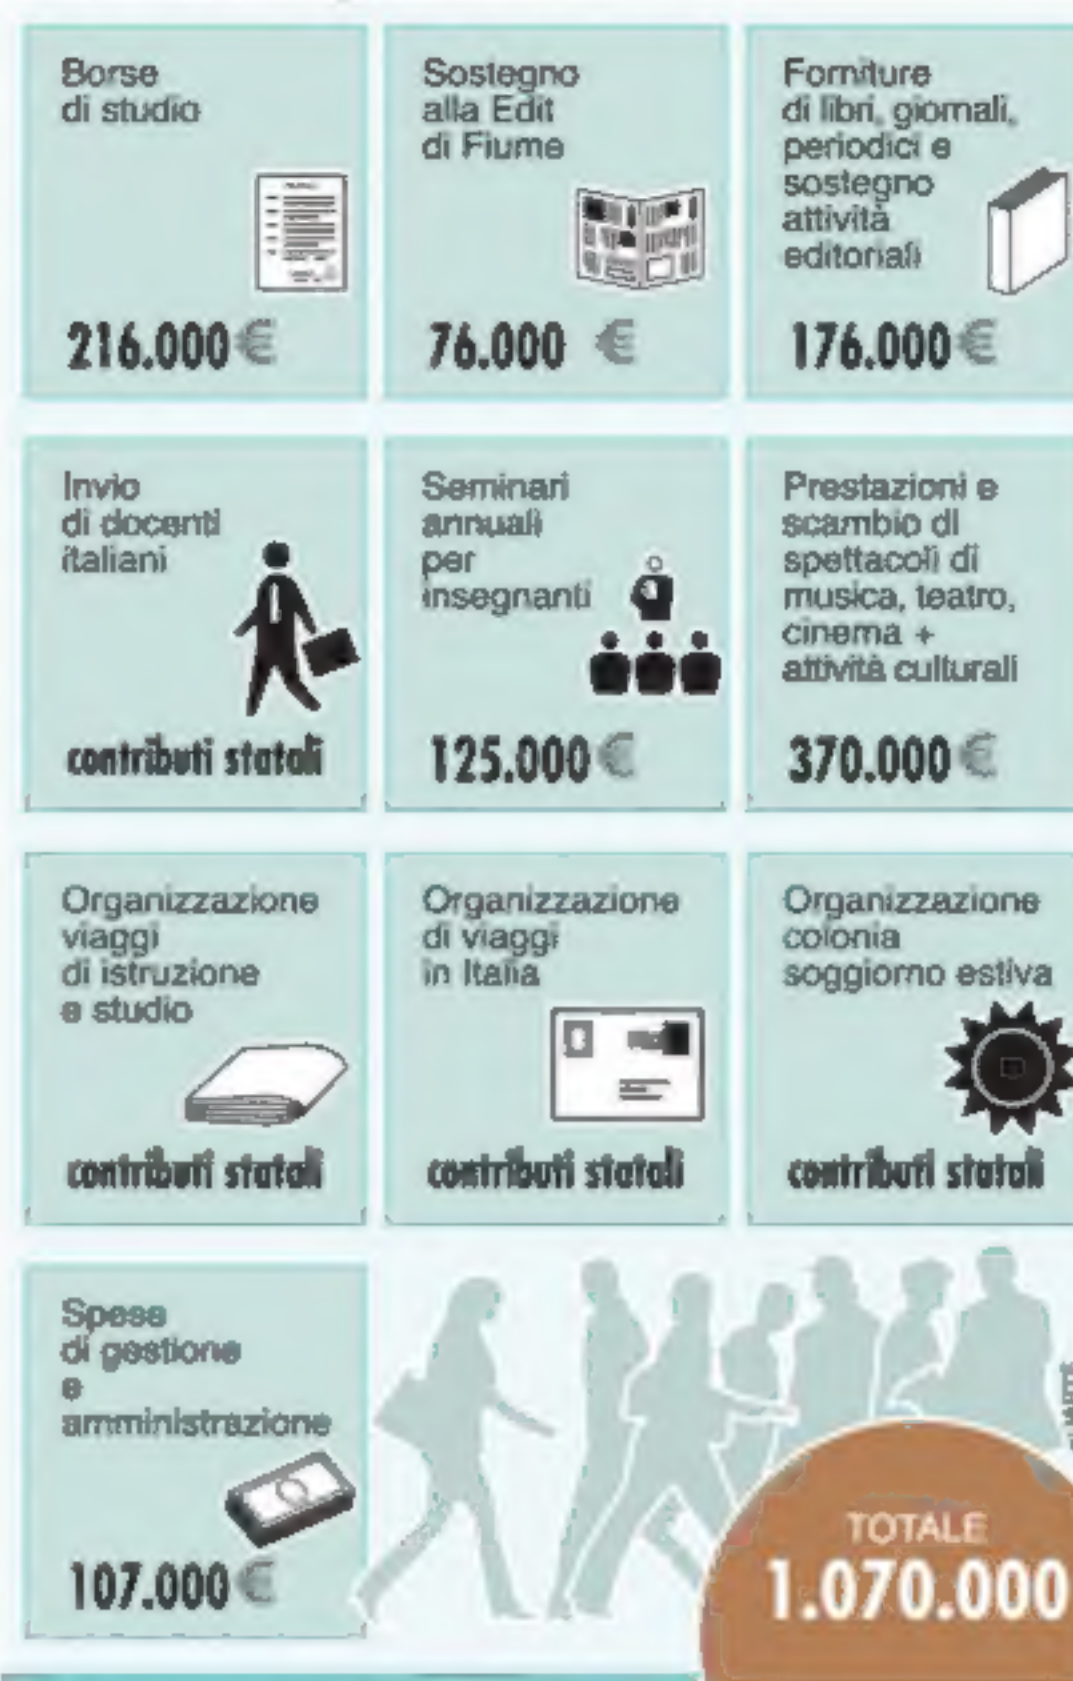 Borse
di studio
216.000 €
Sostegno
alla Edit
di Fiume
76.000 €
Forniture
di libri, giornali,
periodici e
sostegno
attività
editoriali
176.000 €
Invio
di docenti
italiani
contributi statali
Seminari
annuali
per
insegnanti
125.000 €
Prestazioni e
scambio di
spettacoli di
musica, teatro,
cinema +
attività culturali
370.000 €
Organizzazione
viaggi
di istruzione
e studio
contributi statali
Organizzazione
di viaggi
in Italia
contributi statali
Organizzazione
colonia
soggiorno estiva
contributi statali
Spese
di gestione
e
amministrazione
107.000 €
TOTALE
1.070.000